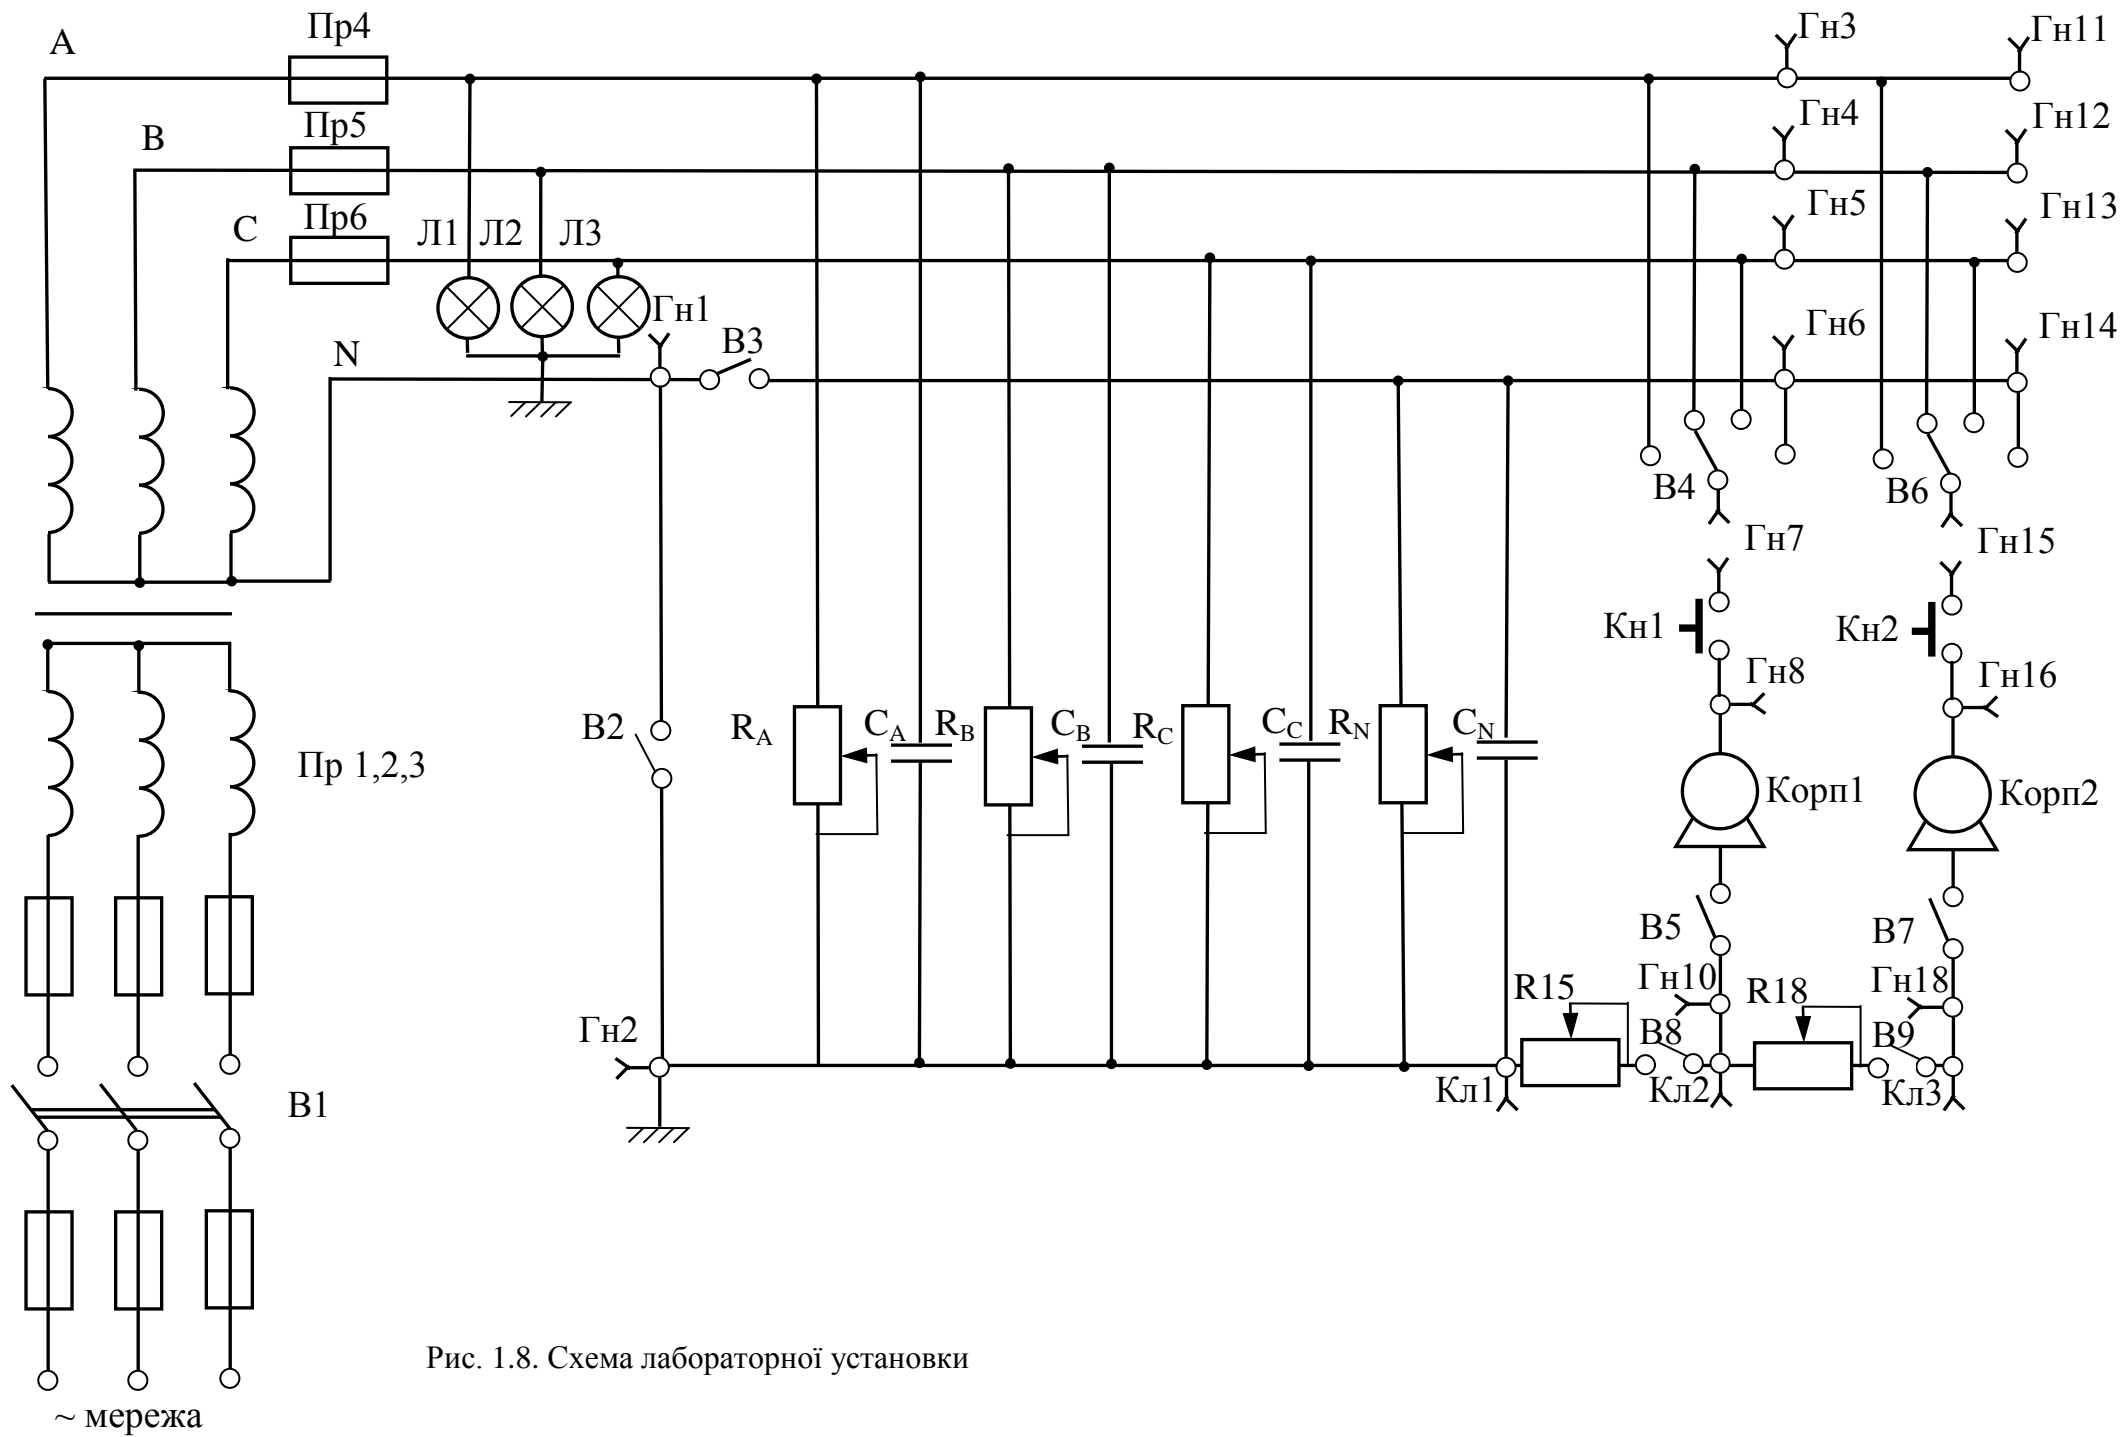 А
Пр4
Гн3
Гн11
В
Пр5
Гн4
Гн12
С
Пр6
Л1
Л2
Л3
Гн5
Гн13
N
Гн1
В3
Гн6
Гн14
В4
В6
Гн7
Гн15
Кн1
Кн2
Гн8
Гн16
В2
Пр 1,2,3
RA
CA
RB
CB
RC
CC
RN
CN
Корп1
Корп2
В5
В7
Гн10
Гн18
R15
R18
Гн2
В8
В9
Кл1
Кл2
Кл3
В1
Рис. 1.8. Схема лабораторної установки
~ мережа